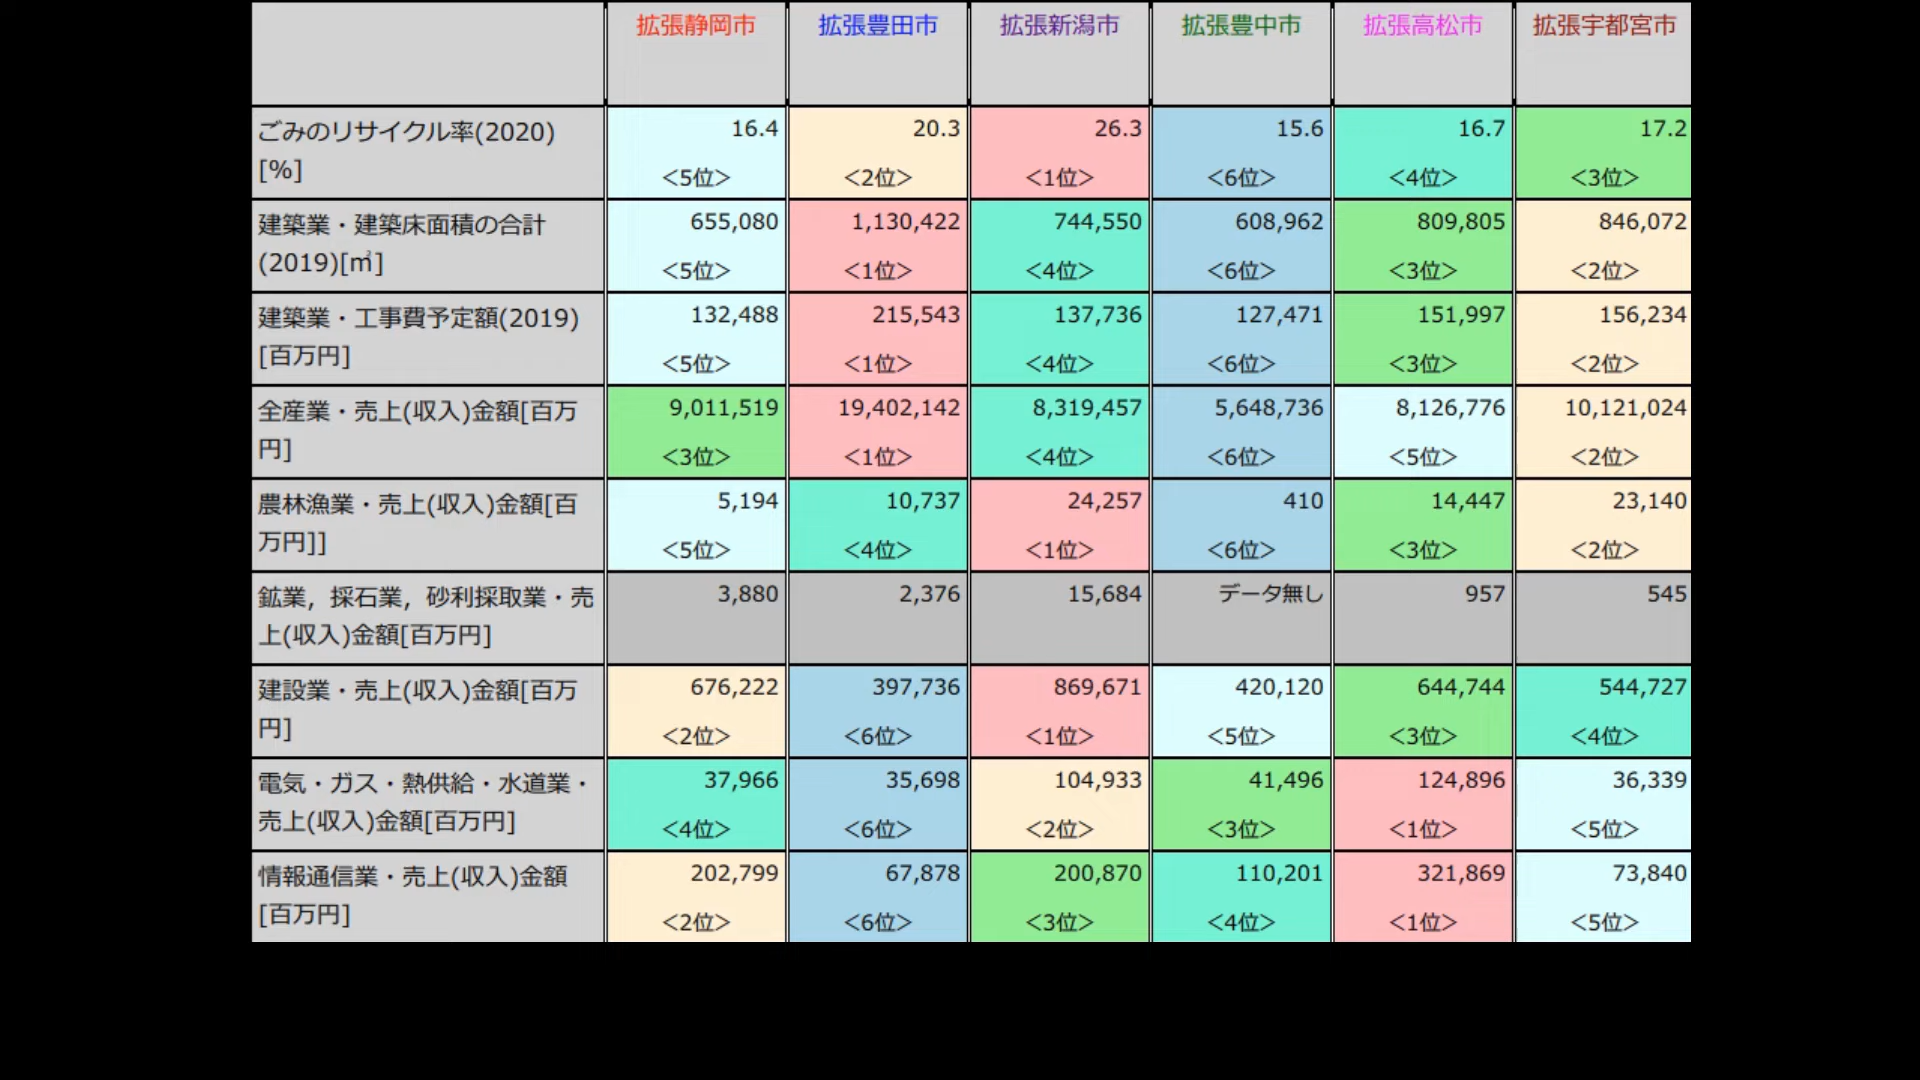 拡張静岡市 拡張豊田市 拡張新潟市 拡張豊中市 拡張高松市 拡張宇都宮市
ごみのリサイクル率(2020) 16.4 20.3 26.3 15.6 16.7 17.2
[%] <5位> <2位> <1位> <6位> <4位> <3位>
建築業・建築床面積の合計 655,080 1,130,422 744,550 608,962 809,805 846,072
(2019)[㎡] <5位> <1位> <4位> <6位> <3位> <2位>
建築業・工事費予定額(2019) 132,488 215,543 137,736 127,471 151,997 156,234
[百万円] <5位> <1位> <4位> <6位> <3位> <2位>
全産業・売上(収入)金額[百万 9,011,519 19,402,142 8,319,457 5,648,736 8,126,776 10,121,024
円] <3位> <1位> <4位> <6位> <5位> <2位>
農林漁業・売上(収入)金額[百 5,194 10,737 24,257 410 14,447 23,140
万円]] <5位> <4位> <1位> <6位> <3位> <2位>
鉱業，採石業，砂利採取業・売 3,880 2,376 15,684 データ無し 957 545
上(収入)金額[百万円]
建設業・売上(収入)金額[百万 676,222 397,736 869,671 420,120 644,744 544,727
円] <2位> <6位> <1位> <5位> <3位> <4位>
電気・ガス・熱供給・水道業・ 37,966 35,698 104,933 41,496 124,896 36,339
売上(収入)金額[百万円] <4位> <6位> <2位> <3位> <1位> <5位>
情報通信業・売上(収入)金額 202,799 67,878 200,870 110,201 321,869 73,840
[百万円] <2位> <6位> <3位> <4位> <1位> <5位>